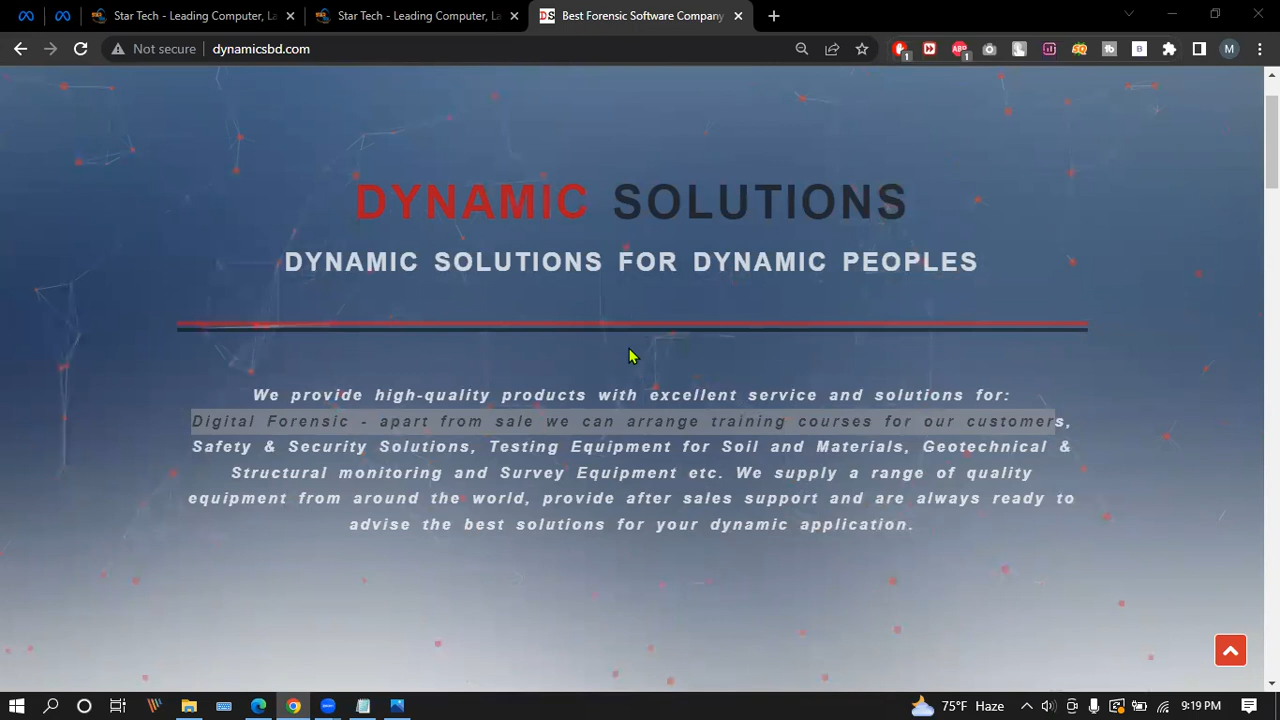 Star Tech - Leading Computer, La
Star Tech - Leading Computer, La
DS Best Forensic Software Company
Not secure dynamicsbd.com
1
ABP
1
SQ
fb
B
M
DYNAMIC SOLUTIONS
DYNAMIC SOLUTIONS FOR DYNAMIC PEOPLES
We provide high-quality products with excellent service and solutions for:
Digital Forensic - apart from sale we can arrange training courses for our customers,
Safety & Security Solutions, Testing Equipment for Soil and Materials, Geotechnical &
Structural monitoring and Survey Equipment etc. We supply a range of quality
equipment from around the world, provide after sales support and are always ready to
advise the best solutions for your dynamic application.
75°F Haze
9:19 PM